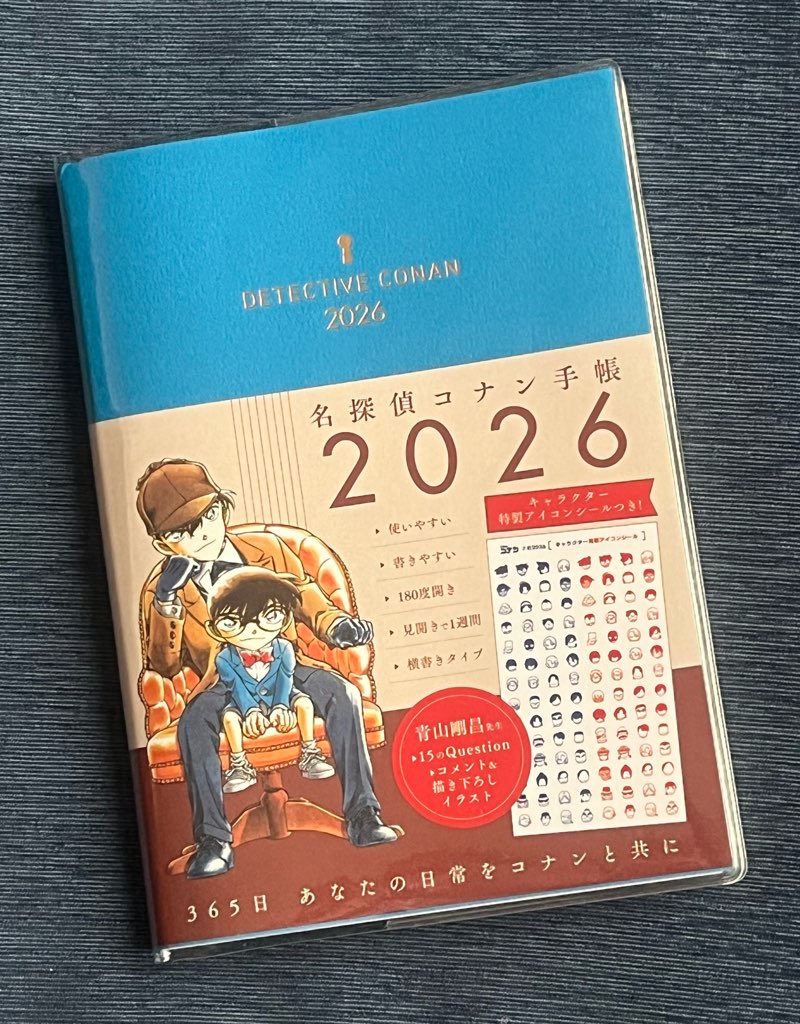 DETECTIVE CONAN
2026
名探偵コナン手帳
2026
キャラクター
特製アイコンシールつき!
▸使いやすい
▸書きやすい
▸180度開き
▸見開きで1週間
▸横書きタイプ
[キャラクター特製アイコンシール]
青山剛昌先生
▸15のQuestion
▸コメント&
描き下ろし
イラスト
365日 あなたの日常をコナンと共に